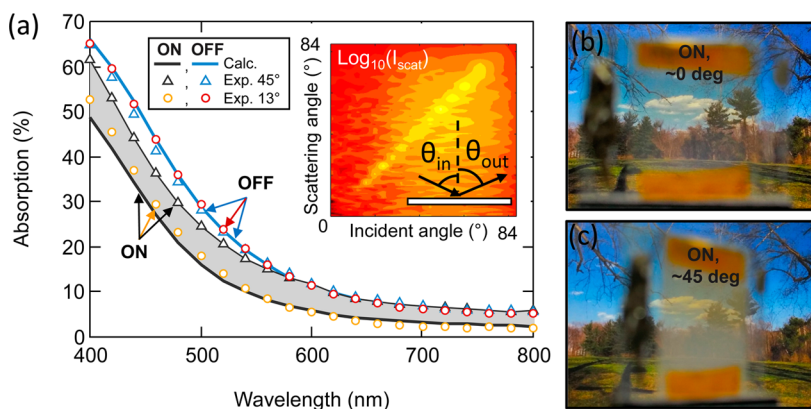 (a)
70
60
50
40
30
20
10
0
Absorption (%)
400
500
600
700
800
Wavelength (nm)
ON , OFF
, Calc.
, Exp. 45°
, Exp. 13°
OFF
ON
84
Scattering angle (°)
0
Log₁₀(Iscat)
θin
θout
Incident angle (°) 84
(b)
ON,
~0 deg
(c)
ON,
~45 deg